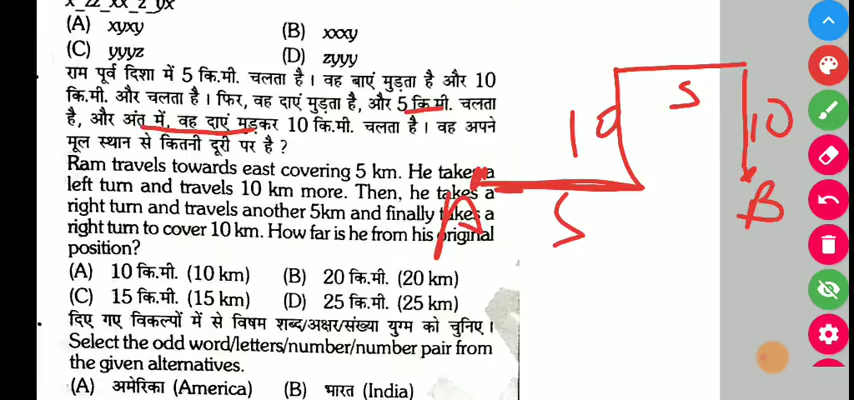 x_zz_xx_z_yx
(A) xyxy (B) xxxy
(C) yyyz (D) zyyy
राम पूर्व दिशा में 5 कि.मी. चलता है। वह बाएं मुड़ता है और 10
कि.मी. और चलता है। फिर, वह दाएं मुड़ता है, और 5 कि.मी. चलता
है, और अंत में, वह दाएं मुड़कर 10 कि.मी. चलता है। वह अपने
मूल स्थान से कितनी दूरी पर है ?
Ram travels towards east covering 5 km. He takes a
left turn and travels 10 km more. Then, he takes a
right turn and travels another 5km and finally takes a
right turn to cover 10 km. How far is he from his original
position?
(A) 10 कि.मी. (10 km) (B) 20 कि.मी. (20 km)
(C) 15 कि.मी. (15 km) (D) 25 कि.मी. (25 km)
दिए गए विकल्पों में से विषम शब्द/अक्षर/संख्या युग्म को चुनिए।
Select the odd word/letters/number/number pair from
the given alternatives.
(A) अमेरिका (America) (B) भारत (India)
5
10
10
A
5
B